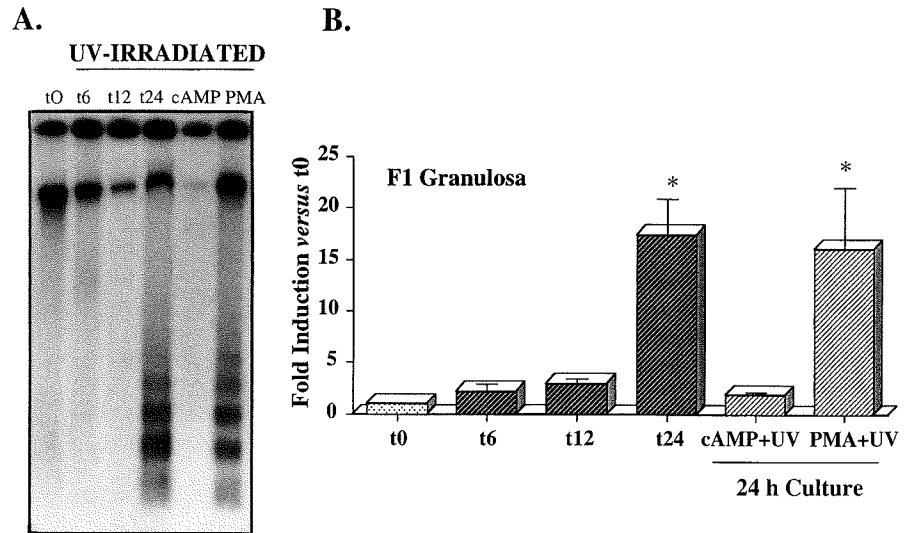 A.
UV-IRRADIATED
tO t6 t12 t24 cAMP PMA
B.
Fold Induction versus t0
25
20
15
10
5
0
F1 Granulosa
*
*
t0 t6 t12 t24 cAMP+UV PMA+UV
24 h Culture